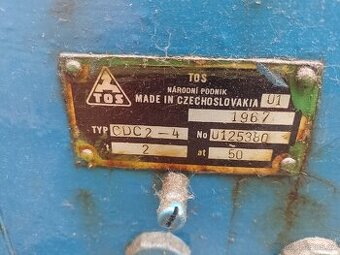 TOS
TOS
NÁRODNÍ PODNIK
MADE IN CZECHOSLOVAKIA U1
1967
TYP CDC2-4 No U125380
2 at 50